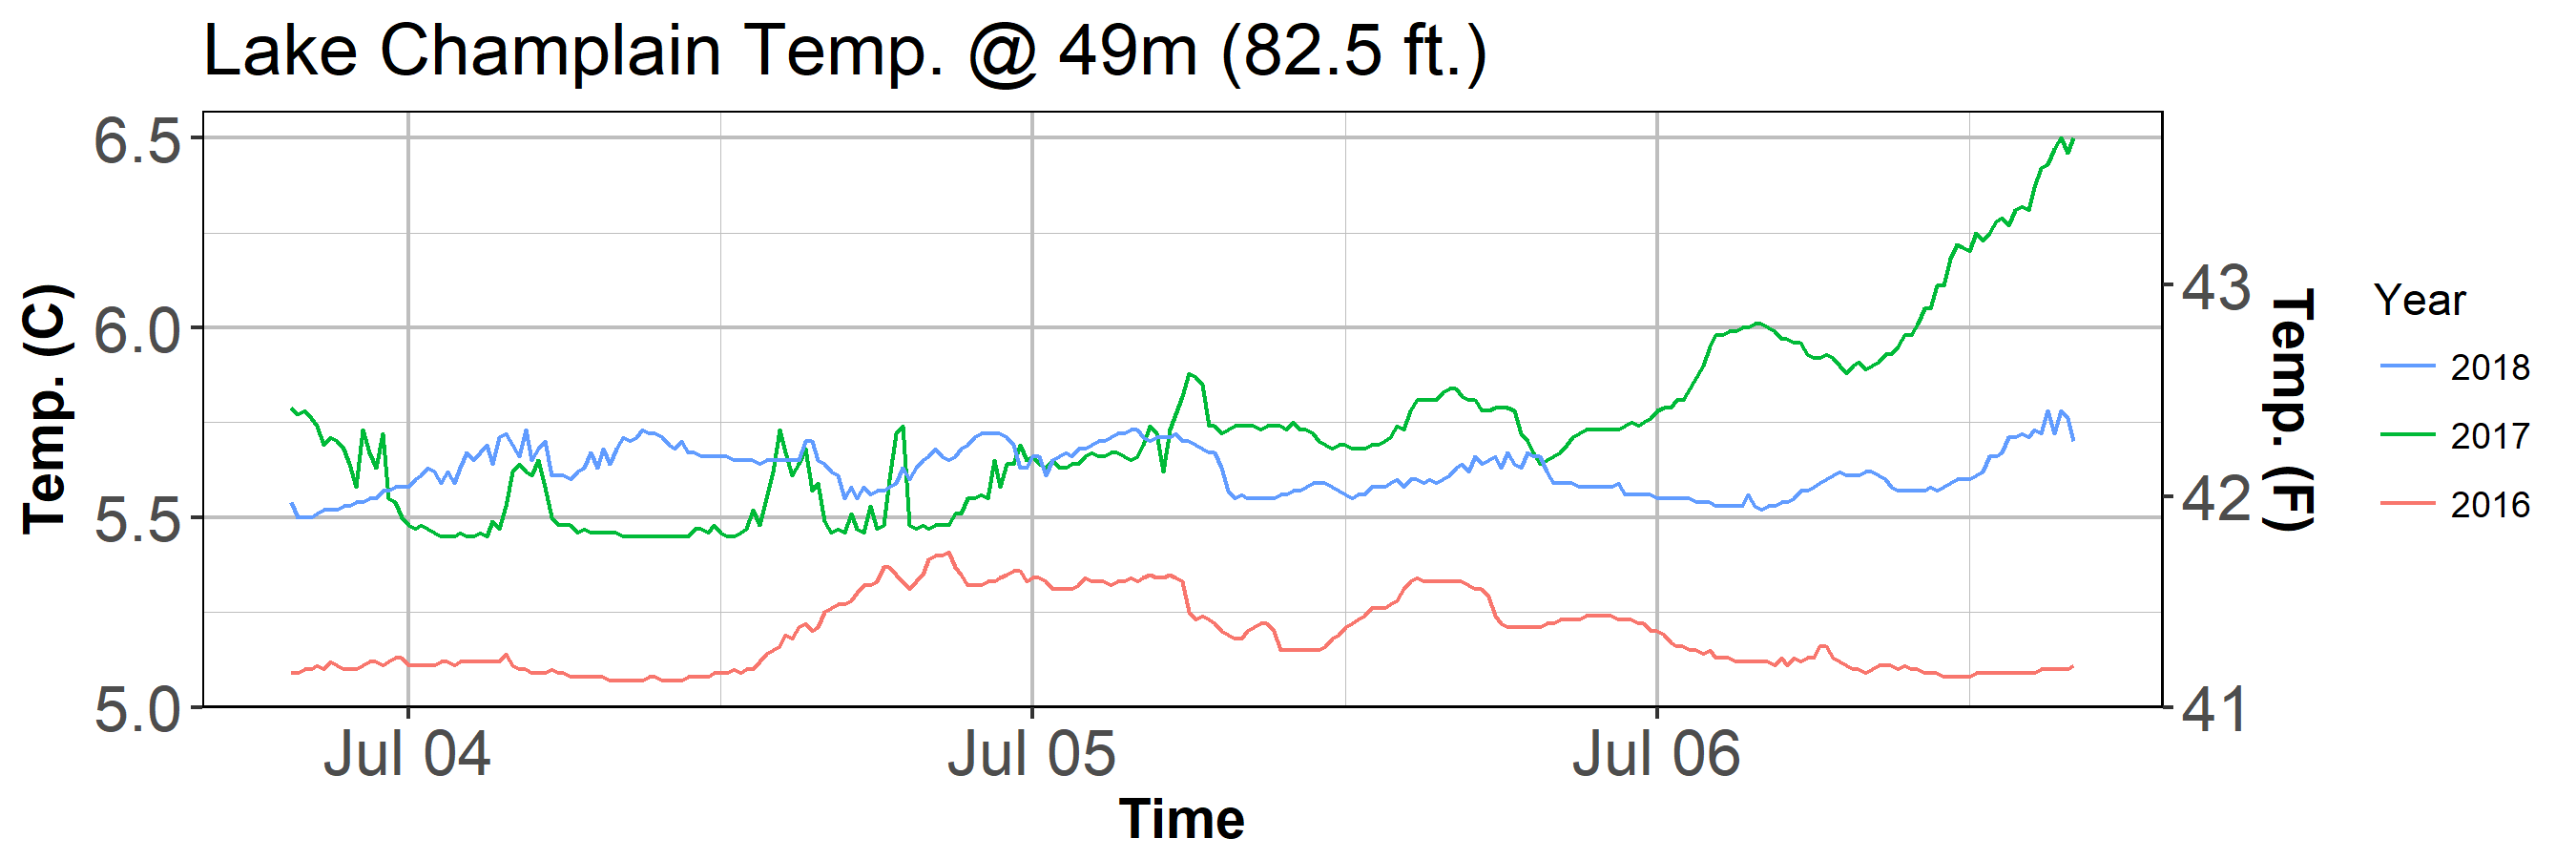 Lake Champlain Temp. @ 49m (82.5 ft.)
6.5
6.0
5.5
5.0
Temp. (C)
43
42
41
Temp. (F)
Jul 04
Jul 05
Jul 06
Time
Year
2018
2017
2016